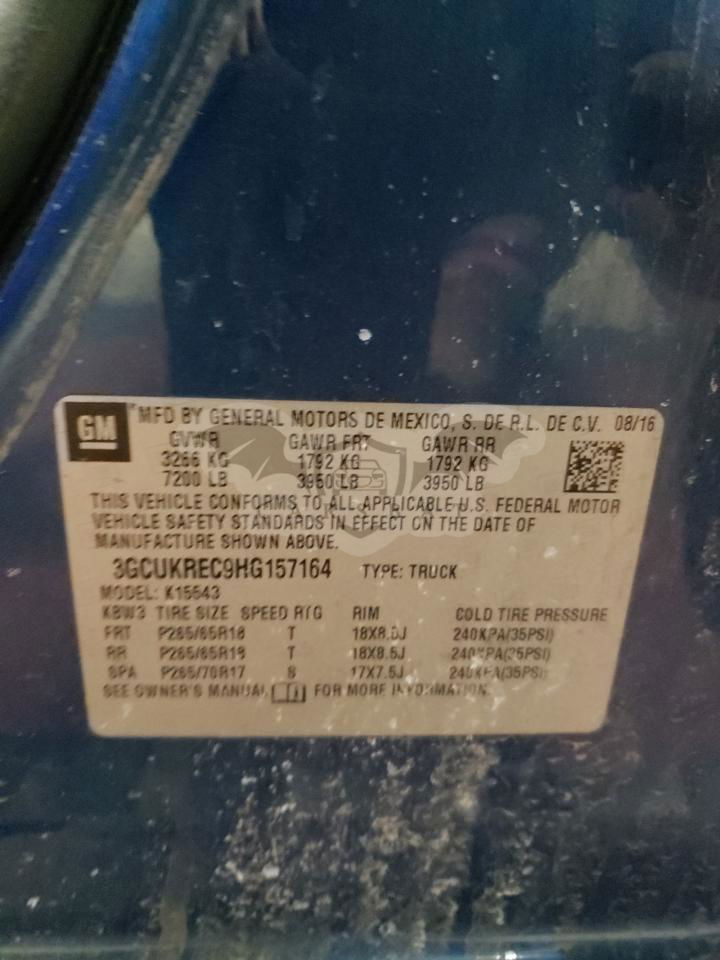 GM MFD BY GENERAL MOTORS DE MEXICO, S. DE R.L. DE C.V. 08/16
GVWR GAWR FRT GAWR RR
3266 KG 1792 KG 1792 KG
7200 LB 3950 LB 3950 LB
THIS VEHICLE CONFORMS TO ALL APPLICABLE U.S. FEDERAL MOTOR
VEHICLE SAFETY STANDARDS IN EFFECT ON THE DATE OF
MANUFACTURE SHOWN ABOVE.
3GCUKREC9HG157164 TYPE: TRUCK
MODEL: K15543
KBW3 TIRE SIZE SPEED RTG RIM COLD TIRE PRESSURE
FRT P265/65R18 T 18X8.5J 240KPA(35PSI)
RR P265/65R18 T 18X8.5J 240KPA(35PSI)
SPA P265/70R17 S 17X7.5J 240KPA(35PSI)
SEE OWNER'S MANUAL FOR MORE INFORMATION.